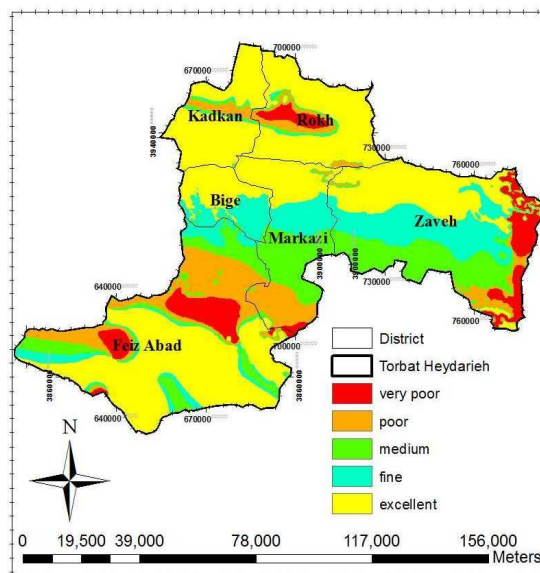 700000
670000
Kadkan
Rokh
3940000
730000
760000
Bige
Zaveh
Markazi
3900000
3900000
640000
730000
760000
Feiz Abad
700000
3860000
3860000
640000
670000
District
Torbat Heydarieh
very poor
poor
medium
fine
excellent
N
0 19,500 39,000 78,000 117,000 156,000
Meters